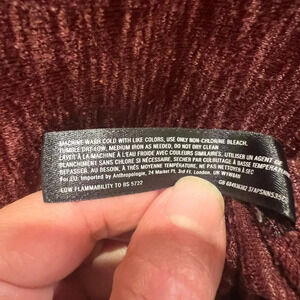 MACHINE WASH COLD WITH LIKE COLORS, USE ONLY NON-CHLORINE BLEACH.
TUMBLE DRY LOW, MEDIUM IRON AS NEEDED, DO NOT DRY CLEAN
LAVER À LA MACHINE À L'EAU FROIDE AVEC COULEURS SIMILAIRES, UTILISER UN AGENT DE
BLANCHIMENT SANS CHLORE SI NÉCESSAIRE, SÉCHER PAR CULBUTAGE À BASSE TEMPÉRATURE,
REPASSER, AU BESOIN, À TRÈS MOYENNE TEMPÉRATURE, NE PAS NETTOYER À SEC
For EU: Imported by Anthropologie, 24 Market Pl, London, UK
LOW FLAMMABILITY TO BS 5722